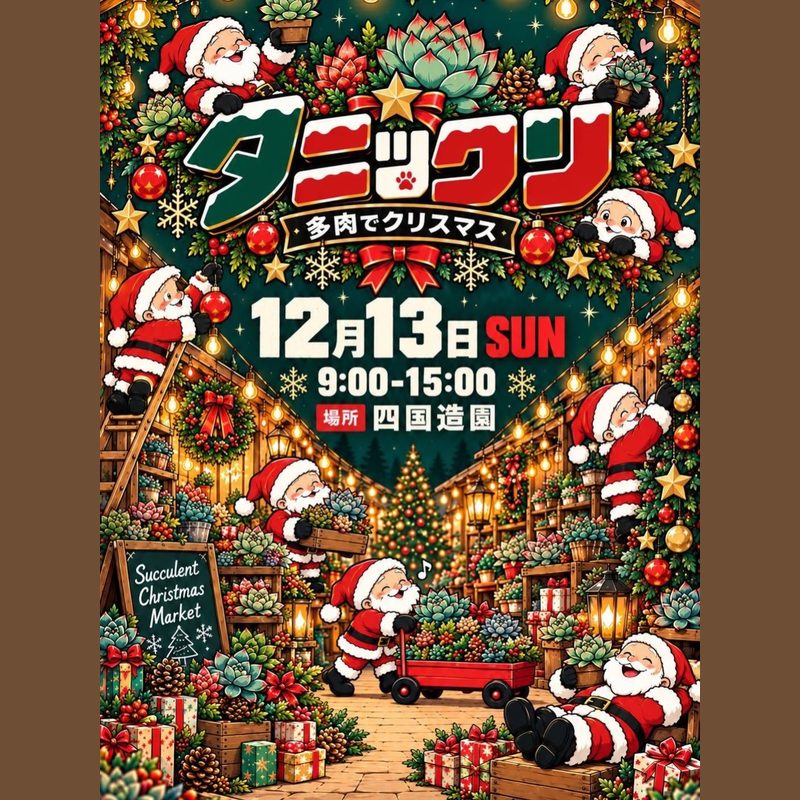 タニックリ
多肉でクリスマス
12月13日 SUN
9:00-15:00
場所 四国造園
Succulent
Christmas
Market